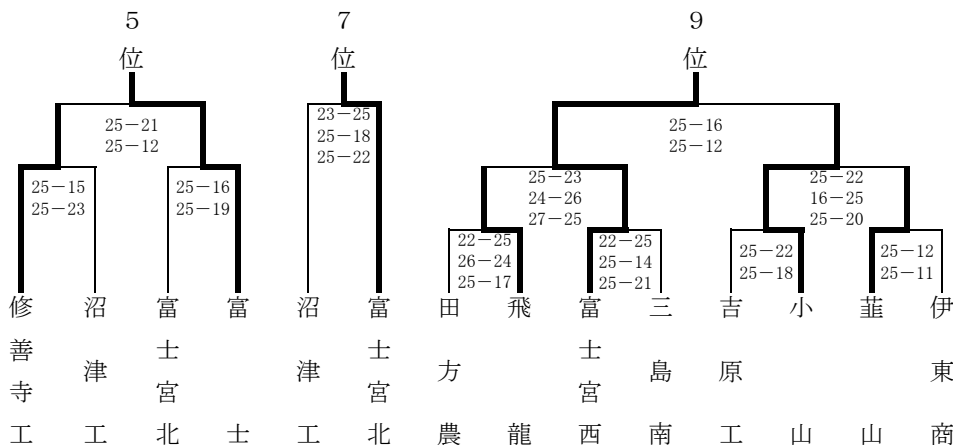 5位
7位
9位
23－25
25－21
25－18
25－16
25－12
25－22
25－12
25－15
25－16
25－23
25－22
25－23
25－19
24－26
16－25
27－25
25－20
22－25
22－25
25－22
25－12
26－24
25－14
25－18
25－11
25－17
25－21
修善寺工
沼津工
富士宮北
富士
沼津工
富士宮北
田方農
飛龍
富士宮西
三島南
吉原工
小山
韮山
伊東商